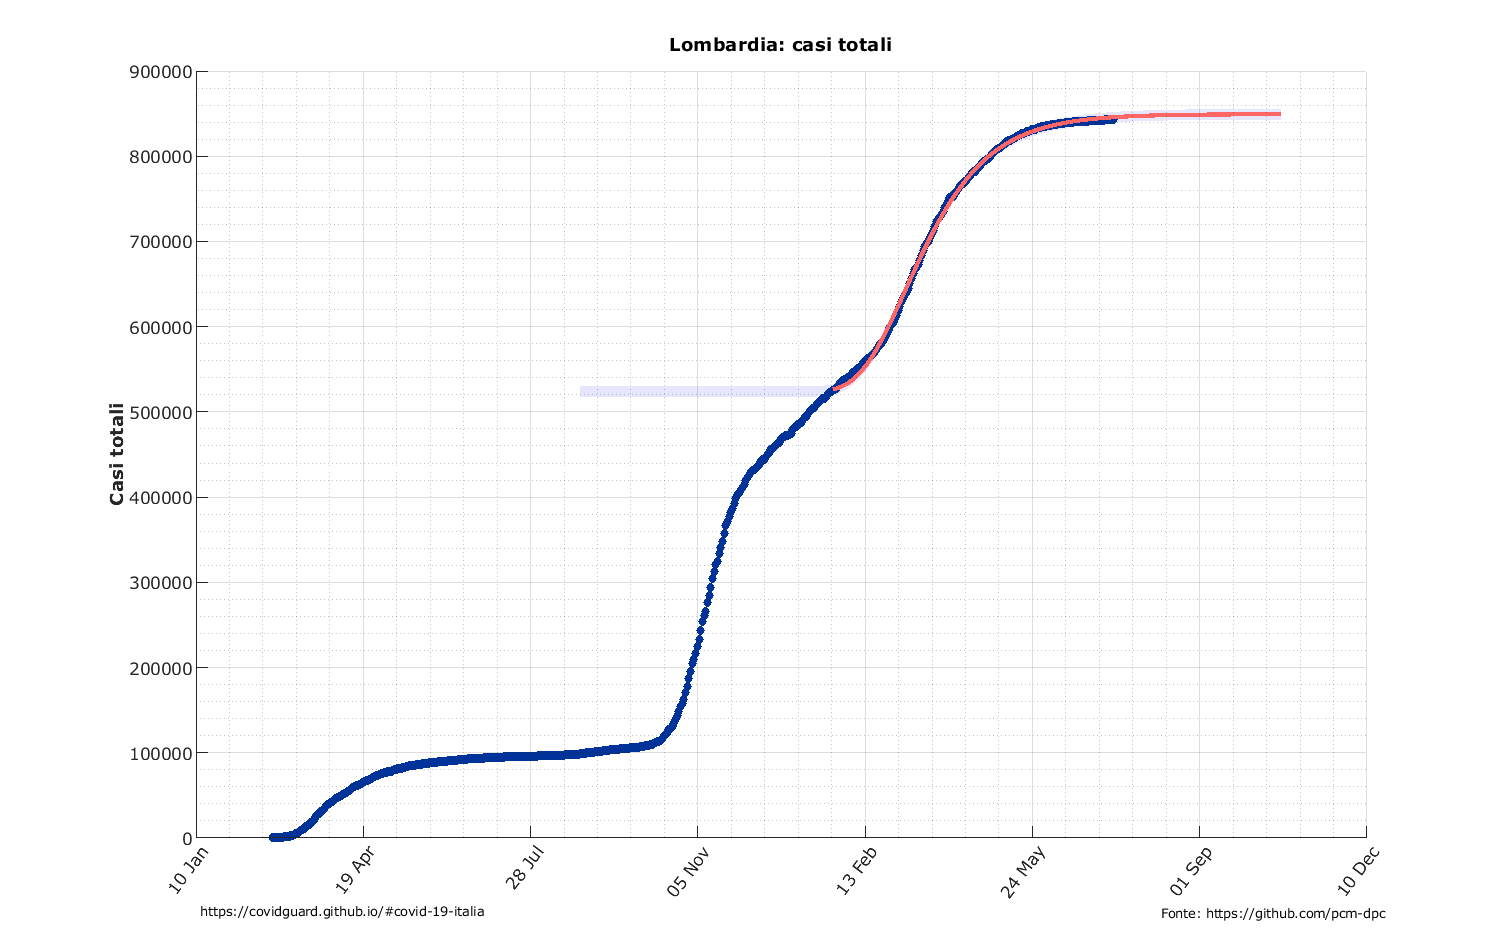 Lombardia: casi totali
Casi totali
900000
800000
700000
600000
500000
400000
300000
200000
100000
0
10 Jan
19 Apr
28 Jul
05 Nov
13 Feb
24 May
01 Sep
10 Dec
https://covidguard.github.io/#covid-19-italia
Fonte: https://github.com/pcm-dpc